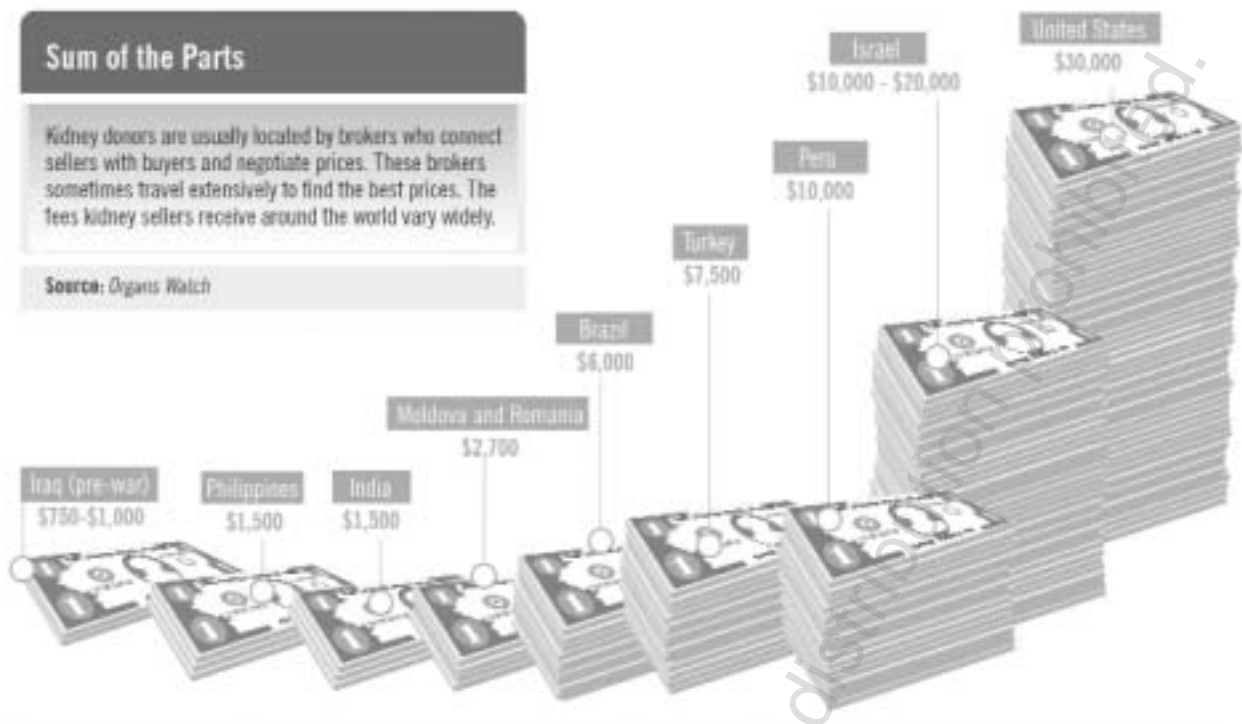 Sum of the Parts
Kidney donors are usually located by brokers who connect
sellers with buyers and negotiate prices. These brokers
sometimes travel extensively to find the best prices. The
fees kidney sellers receive around the world vary widely.
Source: Organs Watch
Iraq (pre-war)
$750-$1,000
Philippines
$1,500
India
$1,500
Moldova and Romania
$2,700
Brazil
$6,000
Turkey
$7,500
Peru
$10,000
Israel
$10,000 - $20,000
United States
$30,000